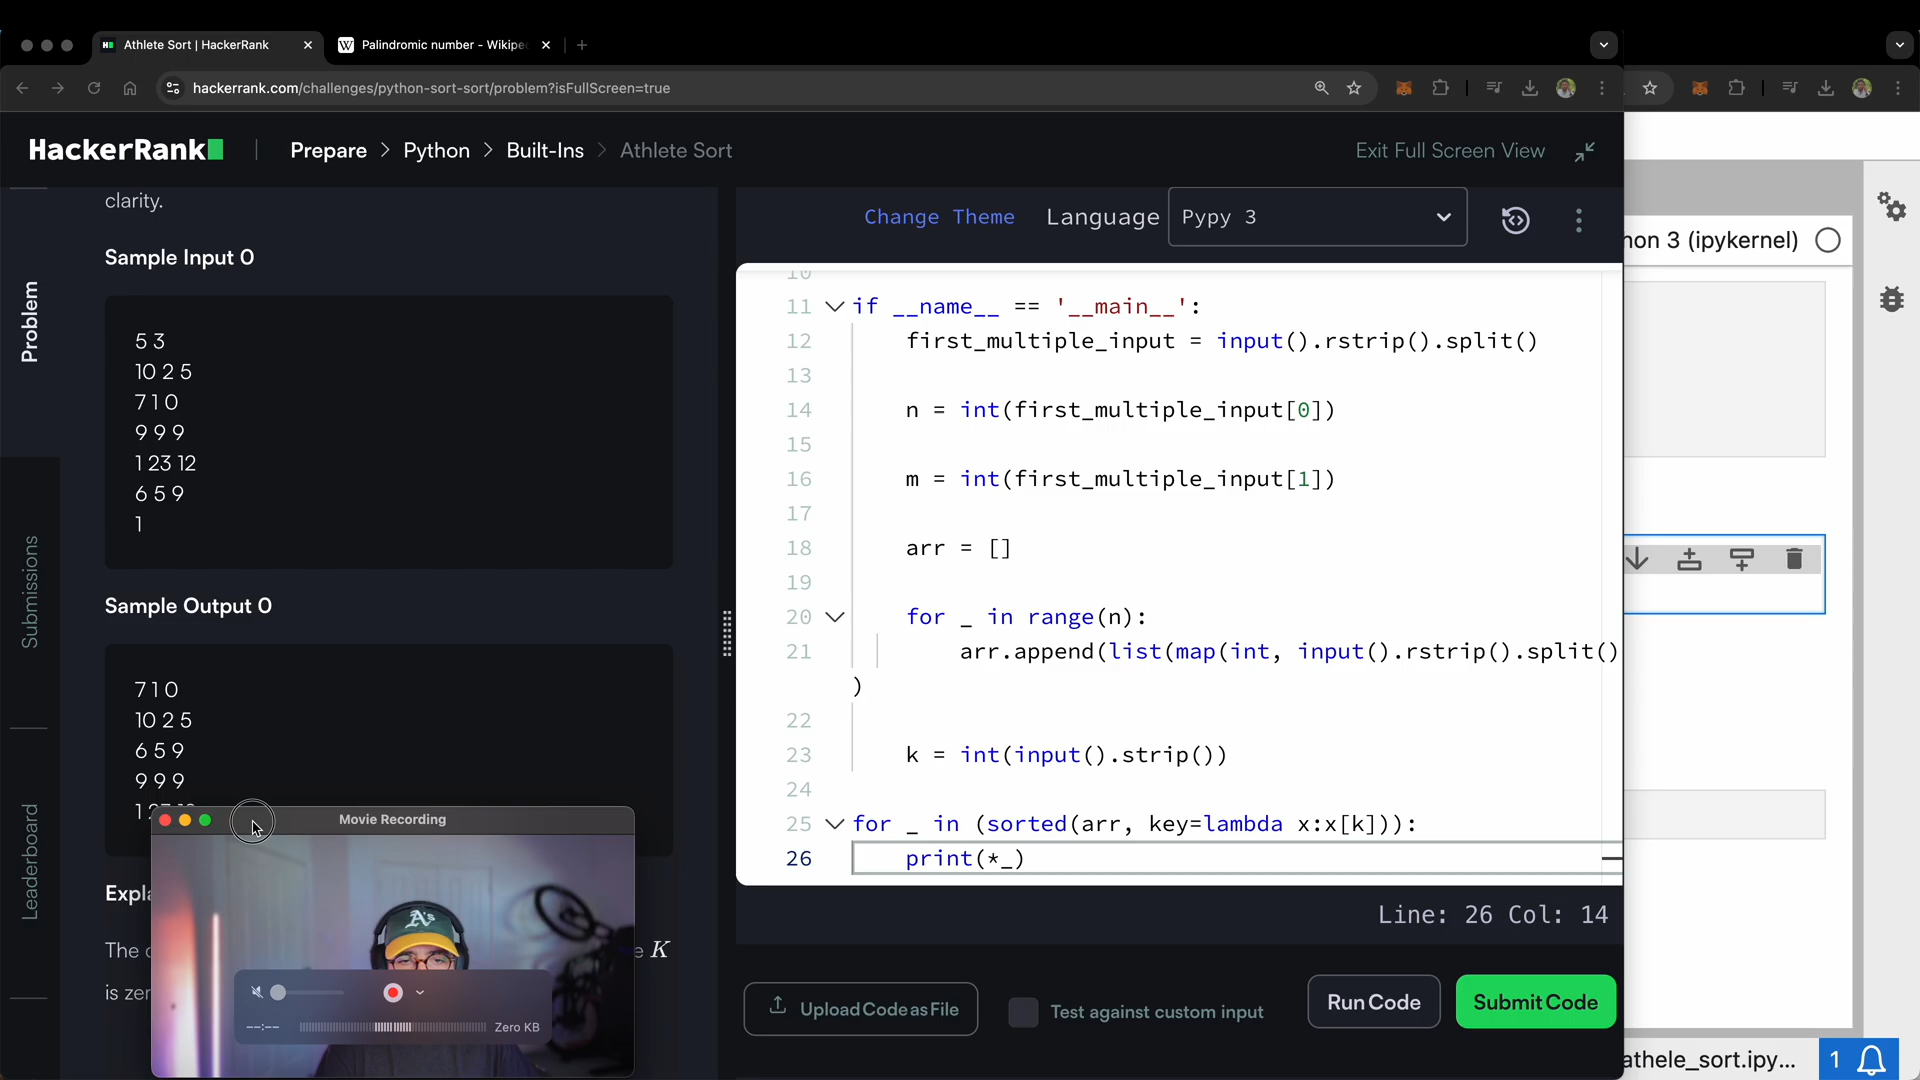 Athlete Sort | HackerRank
Palindromic number - Wikipe
hackerrank.com/challenges/python-sort-sort/problem?isFullScreen=true
HackerRank
Prepare > Python > Built-Ins > Athlete Sort
Exit Full Screen View
Problem
Submissions
Leaderboard
clarity.
Sample Input 0
5 3
10 2 5
7 1 0
9 9 9
1 23 12
6 5 9
1
Sample Output 0
7 1 0
10 2 5
6 5 9
9 9 9
Expla
The
K
is zer
Movie Recording
A's
--:--
Zero KB
Change Theme
Language
Pypy 3
10
11 if __name__ == '__main__':
12 first_multiple_input = input().rstrip().split()
13
14 n = int(first_multiple_input[0])
15
16 m = int(first_multiple_input[1])
17
18 arr = []
19
20 for _ in range(n):
21 arr.append(list(map(int, input().rstrip().split()
)
22
23 k = int(input().strip())
24
25 for _ in (sorted(arr, key=lambda x:x[k])):
26 print(*_)
Line: 26 Col: 14
Upload Code as File
Test against custom input
Run Code
Submit Code
hon 3 (ipykernel)
athele_sort.ipy...
1